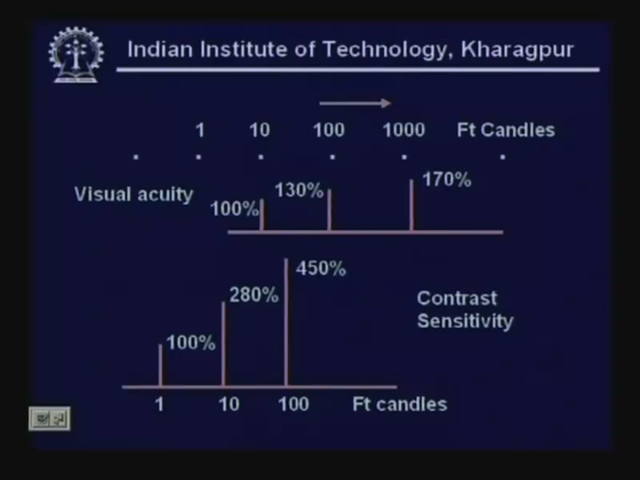 Indian Institute of Technology, Kharagpur
1 10 100 1000 Ft Candles
Visual acuity
100% 130% 170%
450%
280%
100%
Contrast
Sensitivity
1 10 100 Ft candles